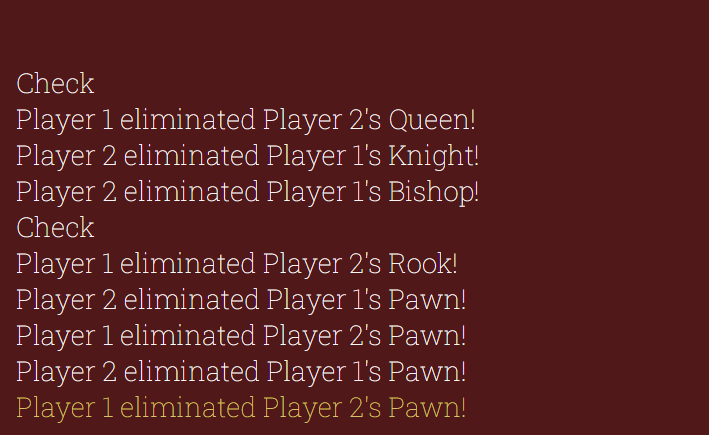 Check
Player 1 eliminated Player 2's Queen!
Player 2 eliminated Player 1's Knight!
Player 2 eliminated Player 1's Bishop!
Check
Player 1 eliminated Player 2's Rook!
Player 2 eliminated Player 1's Pawn!
Player 1 eliminated Player 2's Pawn!
Player 2 eliminated Player 1's Pawn!
Player 1 eliminated Player 2's Pawn!